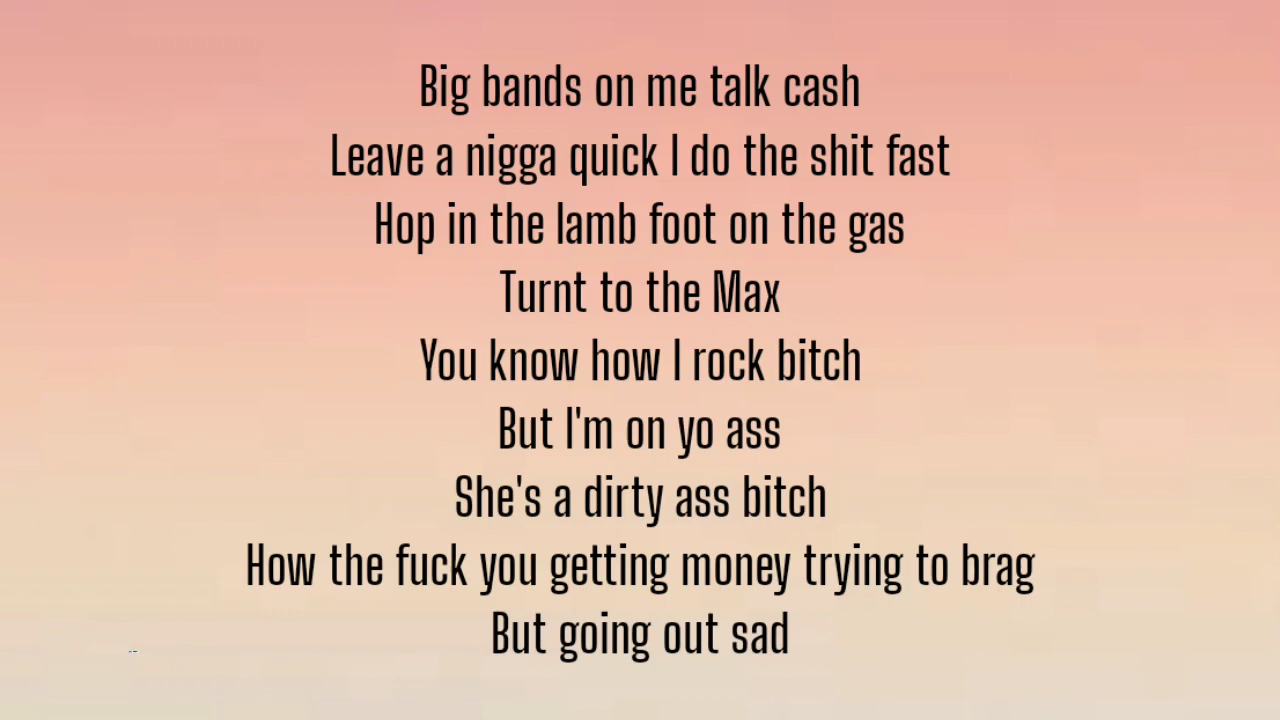 Big bands on me talk cash
Leave a nigga quick I do the shit fast
Hop in the lamb foot on the gas
Turnt to the Max
You know how I rock bitch
But I'm on yo ass
She's a dirty ass bitch
How the fuck you getting money trying to brag
But going out sad